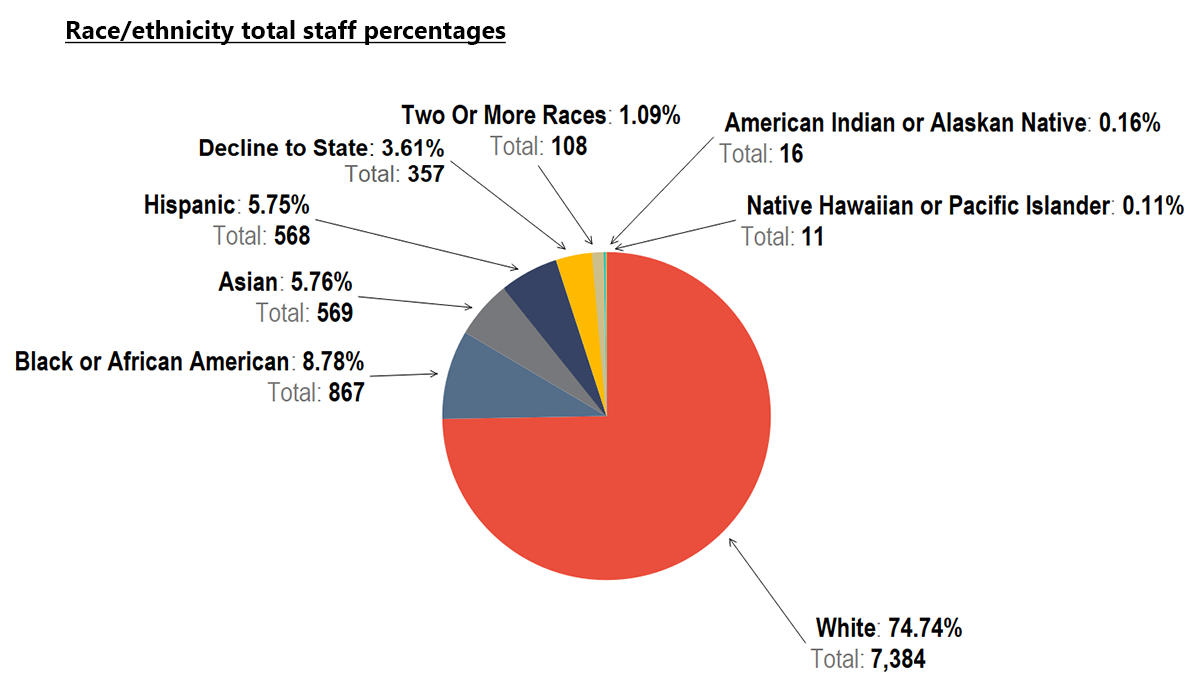 Race/ethnicity total staff percentages
Two Or More Races: 1.09%
Total: 108
American Indian or Alaskan Native: 0.16%
Total: 16
Decline to State: 3.61%
Total: 357
Hispanic: 5.75%
Total: 568
Native Hawaiian or Pacific Islander: 0.11%
Total: 11
Asian: 5.76%
Total: 569
Black or African American: 8.78%
Total: 867
White: 74.74%
Total: 7,384